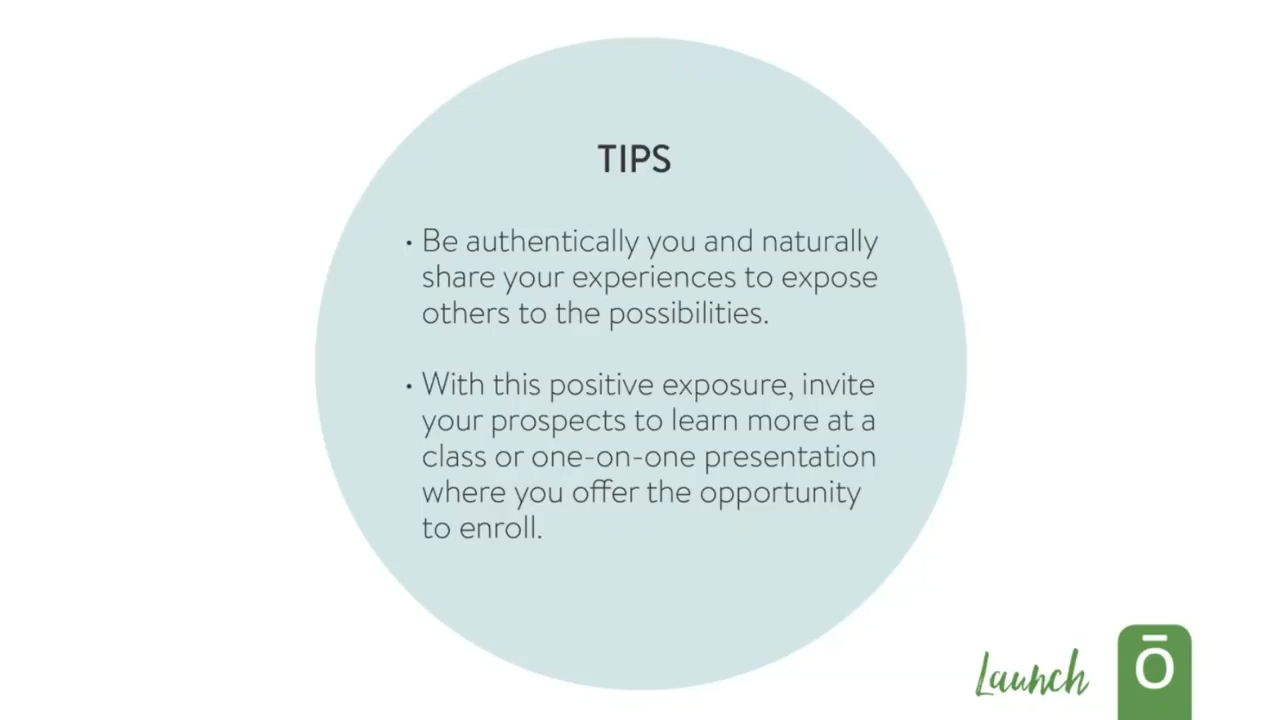 TIPS
• Be authentically you and naturally
share your experiences to expose
others to the possibilities.
• With this positive exposure, invite
your prospects to learn more at a
class or one-on-one presentation
where you offer the opportunity
to enroll.
Launch
ō